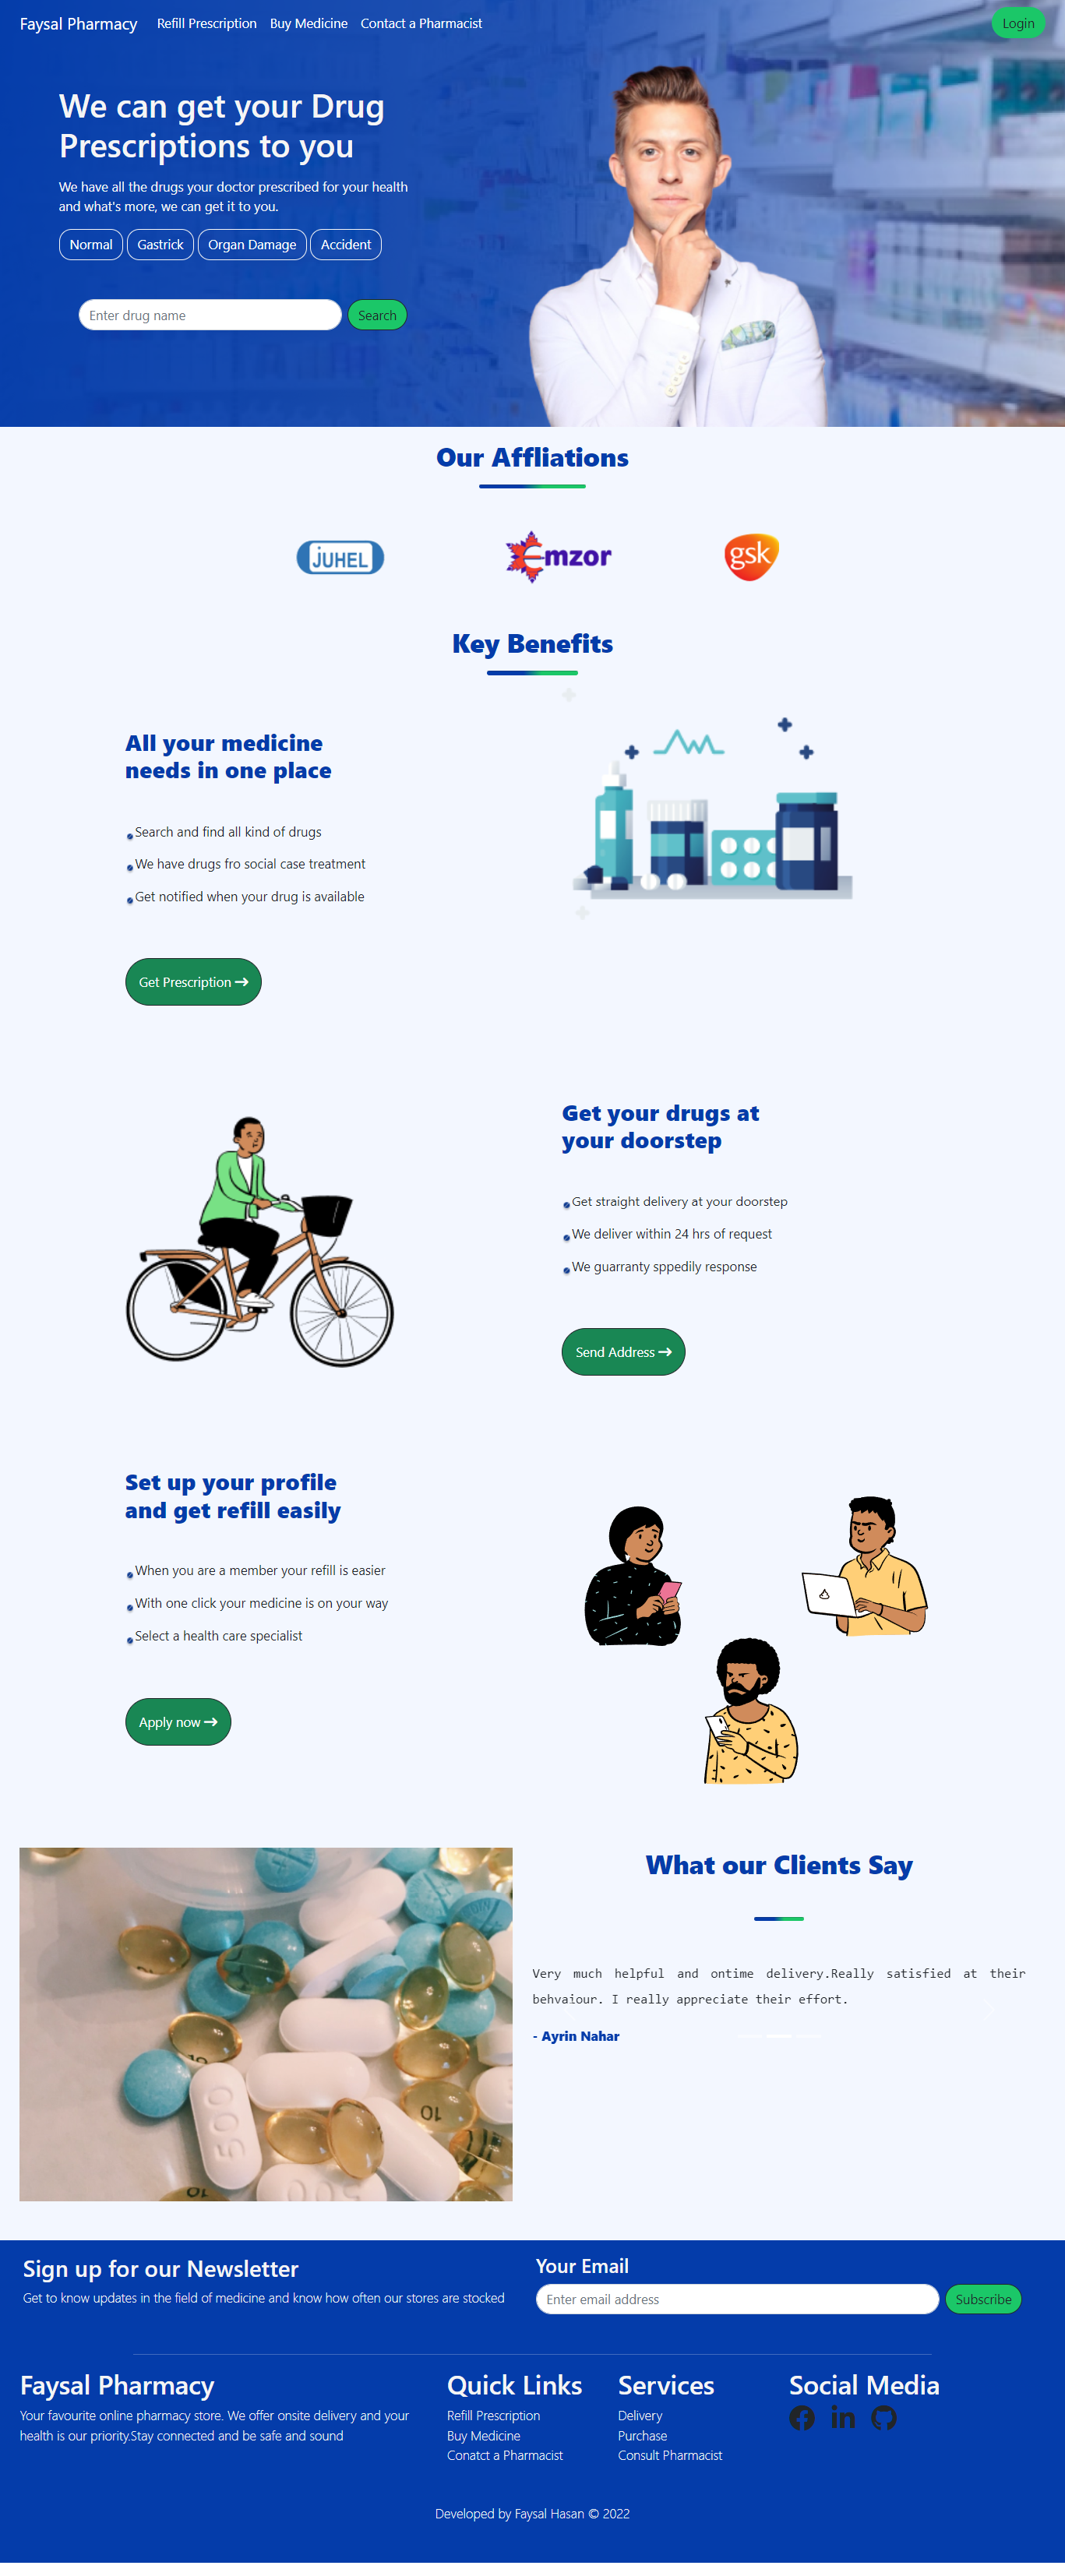 Faysal Pharmacy Refill Prescription Buy Medicine Contact a Pharmacist Login
We can get your Drug
Prescriptions to you
We have all the drugs your doctor prescribed for your health
and what's more, we can get it to you.
Normal Gastrick Organ Damage Accident
Enter drug name Search
Our Affliations
JUHEL Emzor gsk
Key Benefits
All your medicine
needs in one place
Search and find all kind of drugs
We have drugs fro social case treatment
Get notified when your drug is available
Get Prescription →
Get your drugs at
your doorstep
Get straight delivery at your doorstep
We deliver within 24 hrs of request
We guarranty sppedily response
Send Address →
Set up your profile
and get refill easily
When you are a member your refill is easier
With one click your medicine is on your way
Select a health care specialist
Apply now →
What our Clients Say
Very much helpful and ontime delivery.Really satisfied at their
behvaiour. I really appreciate their effort.
- Ayrin Nahar
10
500
10
10
500
Sign up for our Newsletter
Get to know updates in the field of medicine and know how often our stores are stocked
Your Email
Enter email address Subscribe
Faysal Pharmacy
Your favourite online pharmacy store. We offer onsite delivery and your
health is our priority.Stay connected and be safe and sound
Quick Links
Refill Prescription
Buy Medicine
Conatct a Pharmacist
Services
Delivery
Purchase
Consult Pharmacist
Social Media
Developed by Faysal Hasan © 2022